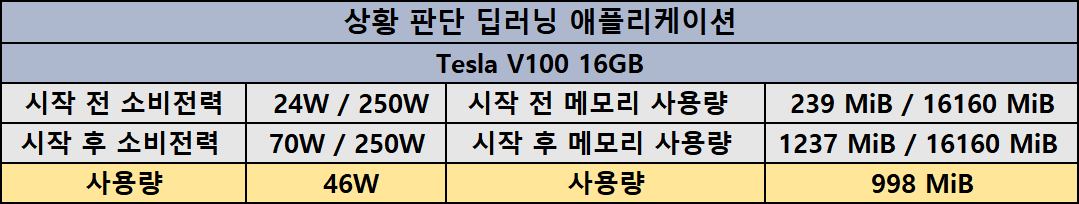 상황 판단 딥러닝 애플리케이션
Tesla V100 16GB
시작 전 소비전력 24W / 250W 시작 전 메모리 사용량 239 MiB / 16160 MiB
시작 후 소비전력 70W / 250W 시작 후 메모리 사용량 1237 MiB / 16160 MiB
사용량 46W 사용량 998 MiB